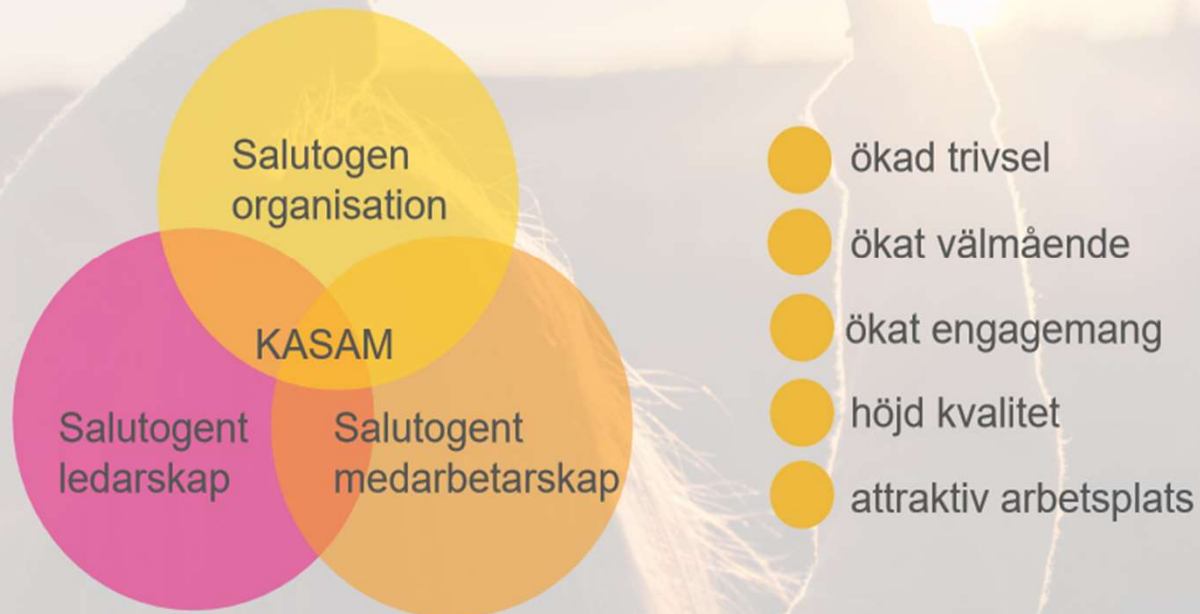 Salutogen
organisation
KASAM
Salutogent
ledarskap
Salutogent
medarbetarskap
ökad trivsel
ökat välmående
ökat engagemang
höjd kvalitet
attraktiv arbetsplats